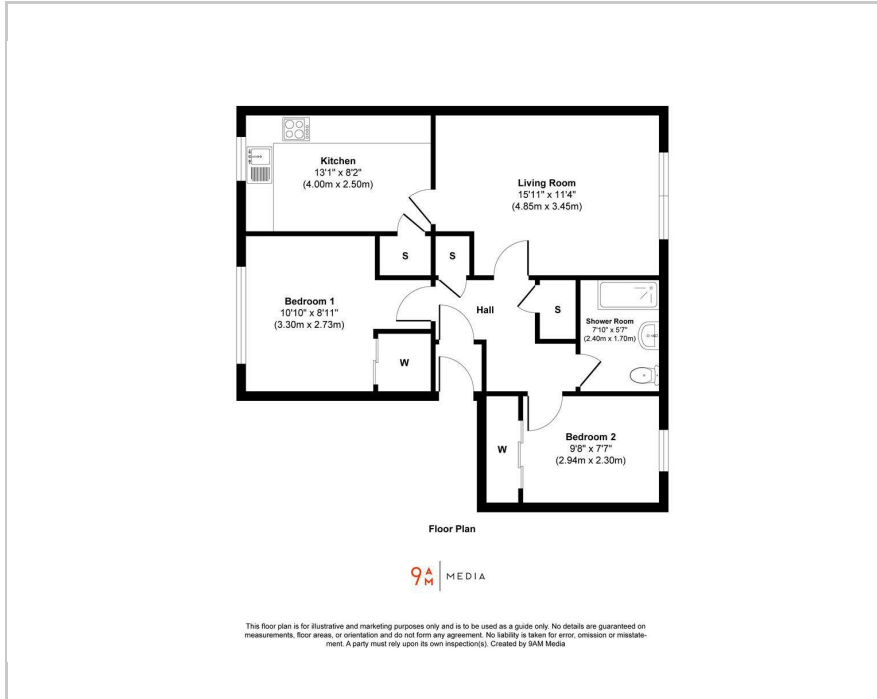 Kitchen
13'1" x 8'2"
(4.00m x 2.50m)
Living Room
15'11" x 11'4"
(4.85m x 3.45m)
S
S
Bedroom 1
10'10" x 8'11"
(3.30m x 2.73m)
Hall
S
Shower Room
7'10" x 5'7"
(2.40m x 1.70m)
W
Bedroom 2
9'8" x 7'7"
(2.94m x 2.30m)
W
Floor Plan
9AM MEDIA
This floor plan is for illustrative and marketing purposes only and is to be used as a guide only. No details are guaranteed on
measurements, floor areas, or orientation and do not form any agreement. No liability is taken for error, omission or misstate-
ment. A party must rely upon its own inspection(s). Created by 9AM Media